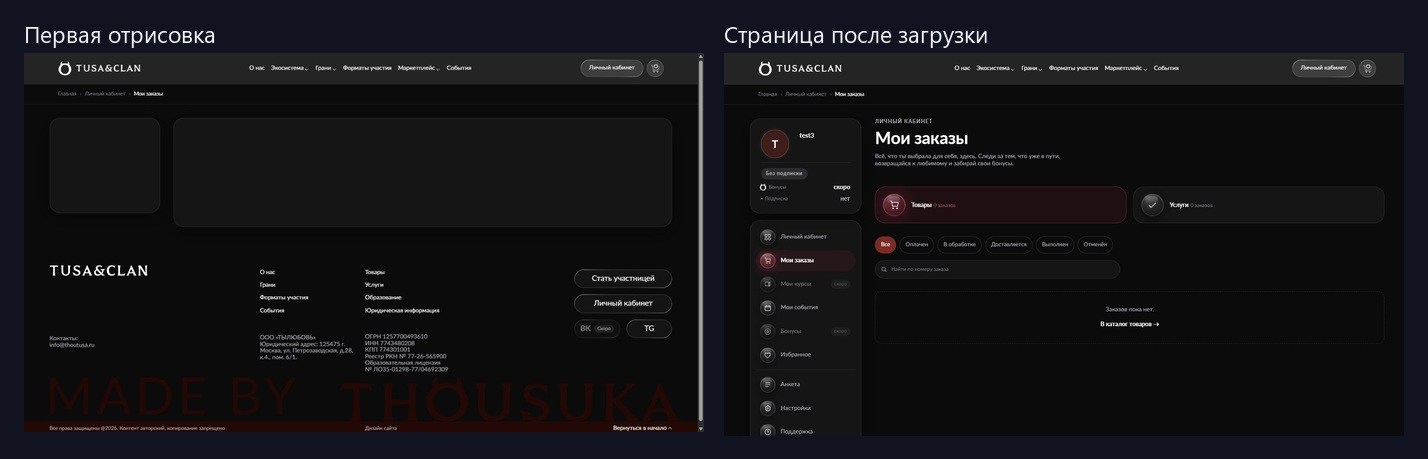 Первая отрисовка
TUSA&CLAN
О нас Экосистема Грани Форматы участия Маркетплейс События
Личный кабинет
Главная › Личный кабинет › Мои заказы
TUSA&CLAN
О нас
Грани
Форматы участия
События
Товары
Услуги
Образование
Юридическая информация
Стать участницей
Личный кабинет
ВК Скоро
TG
Контакты:
info@thoutusa.ru
ООО «ТЫЛЮБОВЬ»
Юридический адрес: 125475 г.
Москва, ул. Петрозаводская, д.28,
к.4., пом. 6/1.
ОГРН 1257700493610
ИНН 7743480208
КПП 774301001
Реестр РКН № 77-26-565900
Образовательная лицензия
№ ЛО35-01298-77/04692309
MADE BY THOUSUKA
Все права защищены @2026. Контент авторский, копирование запрещено
Дизайн сайта
Вернуться в начало
Страница после загрузки
TUSA&CLAN
О нас Экосистема Грани Форматы участия Маркетплейс События
Личный кабинет
Главная › Личный кабинет › Мои заказы
T
test3
Без подписки
Бонусы скоро
Подписка нет
Личный кабинет
Мои заказы
Мои курсы
Мои события
Бонусы
Избранное
Анкета
Настройки
Поддержка
ЛИЧНЫЙ КАБИНЕТ
Мои заказы
Всё, что ты выбрала для себя, здесь. Следи за тем, что уже в пути,
возвращайся к любимому и забирай свои бонусы.
Товары 0 заказов
Услуги 0 заказов
Все Оплачен В обработке Доставляется Выполнен Отменён
Найти по номеру заказа
Заказов пока нет.
В каталог товаров →